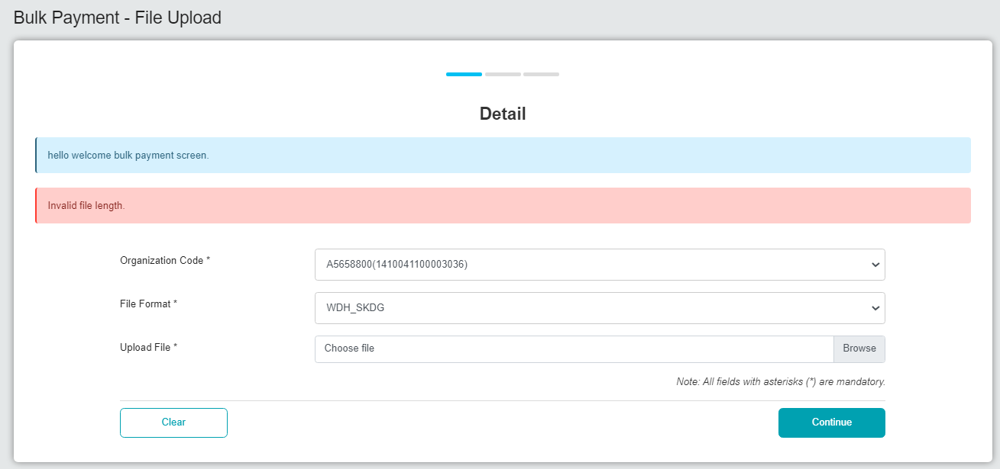 Bulk Payment - File Upload
Detail
hello welcome bulk payment screen.
Invalid file length.
Organization Code *
A5658800(1410041100003036)
File Format *
WDH_SKDG
Upload File *
Choose file
Browse
Note: All fields with asterisks (*) are mandatory.
Clear
Continue